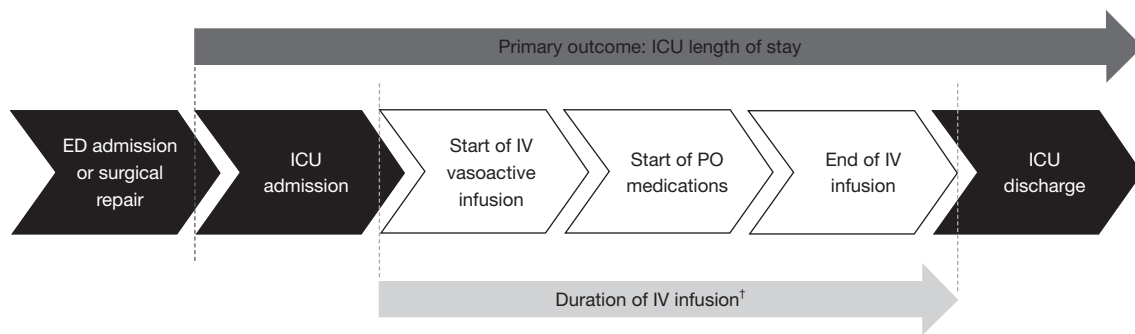 Primary outcome: ICU length of stay
ED admission
or surgical
repair
ICU
admission
Start of IV
vasoactive
infusion
Start of PO
medications
End of IV
infusion
ICU
discharge
Duration of IV infusion†